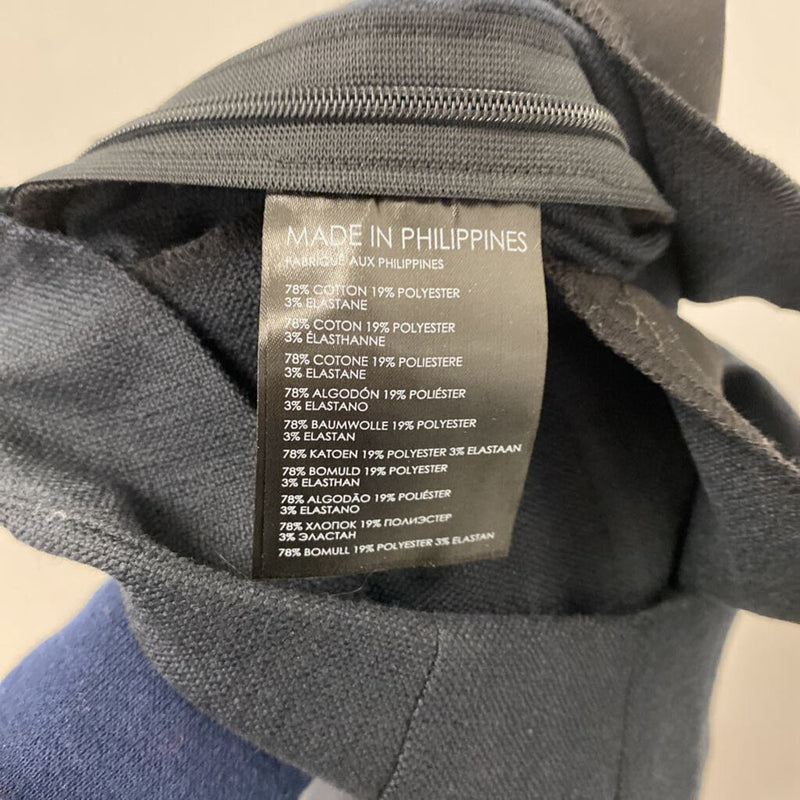 MADE IN PHILIPPINES
FABRIQUÉ AUX PHILIPPINES
78% COTTON 19% POLYESTER
3% ELASTANE
78% COTON 19% POLYESTER
3% ÉLASTHANNE
78% COTONE 19% POLIESTERE
3% ELASTANE
78% ALGODÓN 19% POLIÉSTER
3% ELASTANO
78% BAUMWOLLE 19% POLYESTER
3% ELASTAN
78% KATOEN 19% POLYESTER 3% ELASTAAN
78% BOMULD 19% POLYESTER
3% ELASTHAN
78% ALGODÃO 19% POLIÉSTER
3% ELASTANO
78% ХЛОПОК 19% ПОЛИЭСТЕР
3% ЭЛАСТАН
78% BOMULL 19% POLYESTER 3% ELASTAN